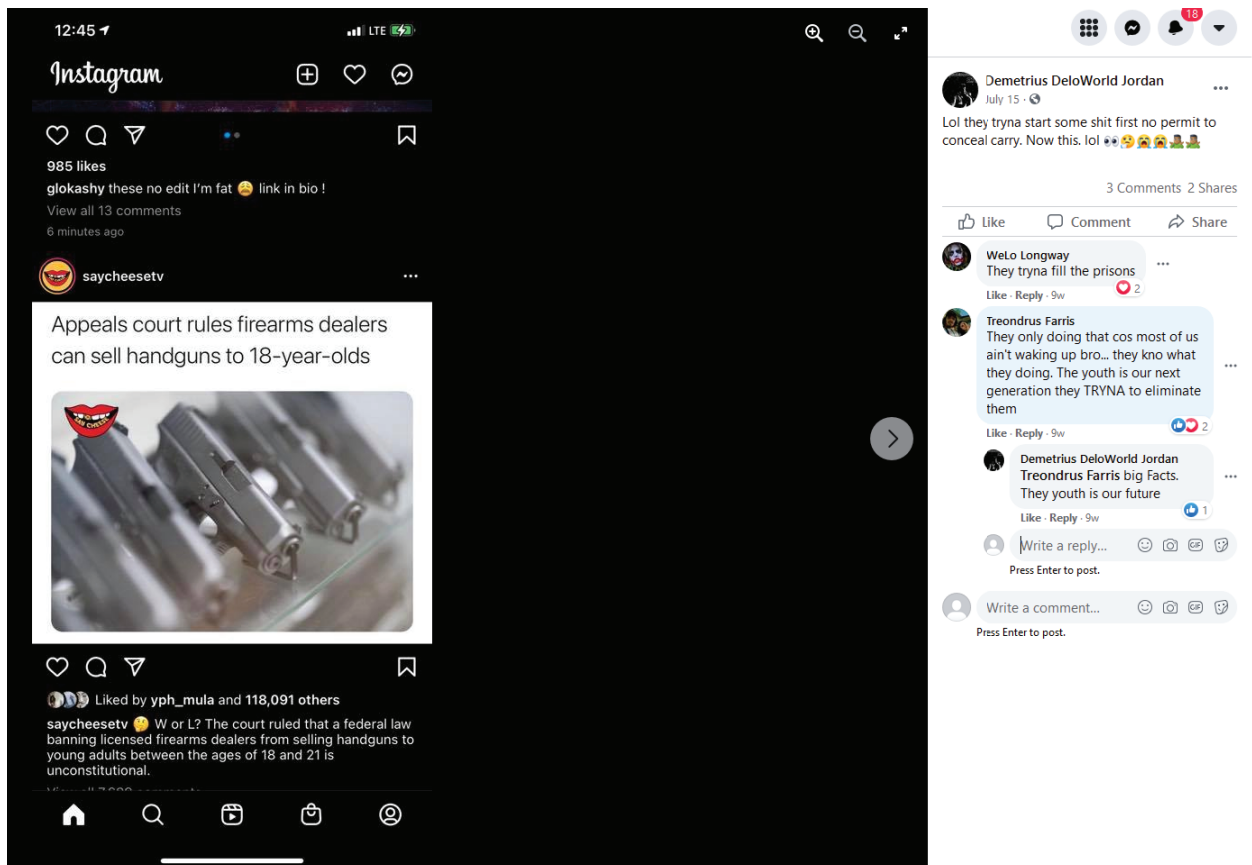 12:45
LTE
Instagram
985 likes
glokashy these no edit I'm fat 😩 link in bio !
View all 13 comments
6 minutes ago
saycheesetv
Appeals court rules firearms dealers
can sell handguns to 18-year-olds
SAY CHEESE
Liked by yph_mula and 118,091 others
saycheesetv 🤔 W or L? The court ruled that a federal law
banning licensed firearms dealers from selling handguns to
young adults between the ages of 18 and 21 is
unconstitutional.
18
Demetrius DeloWorld Jordan
July 15 ·
Lol they tryna start some shit first no permit to
conceal carry. Now this. lol 👀🤔😭😭🤷🏾‍♂️🤷🏾‍♂️
3 Comments 2 Shares
Like Comment Share
WeLo Longway
They tryna fill the prisons
2
Like · Reply · 9w
Treondrus Farris
They only doing that cos most of us
ain't waking up bro... they kno what
they doing. The youth is our next
generation they TRYNA to eliminate
them
2
Like · Reply · 9w
Demetrius DeloWorld Jordan
Treondrus Farris big Facts.
They youth is our future
1
Like · Reply · 9w
Write a reply...
GIF
Press Enter to post.
Write a comment...
GIF
Press Enter to post.